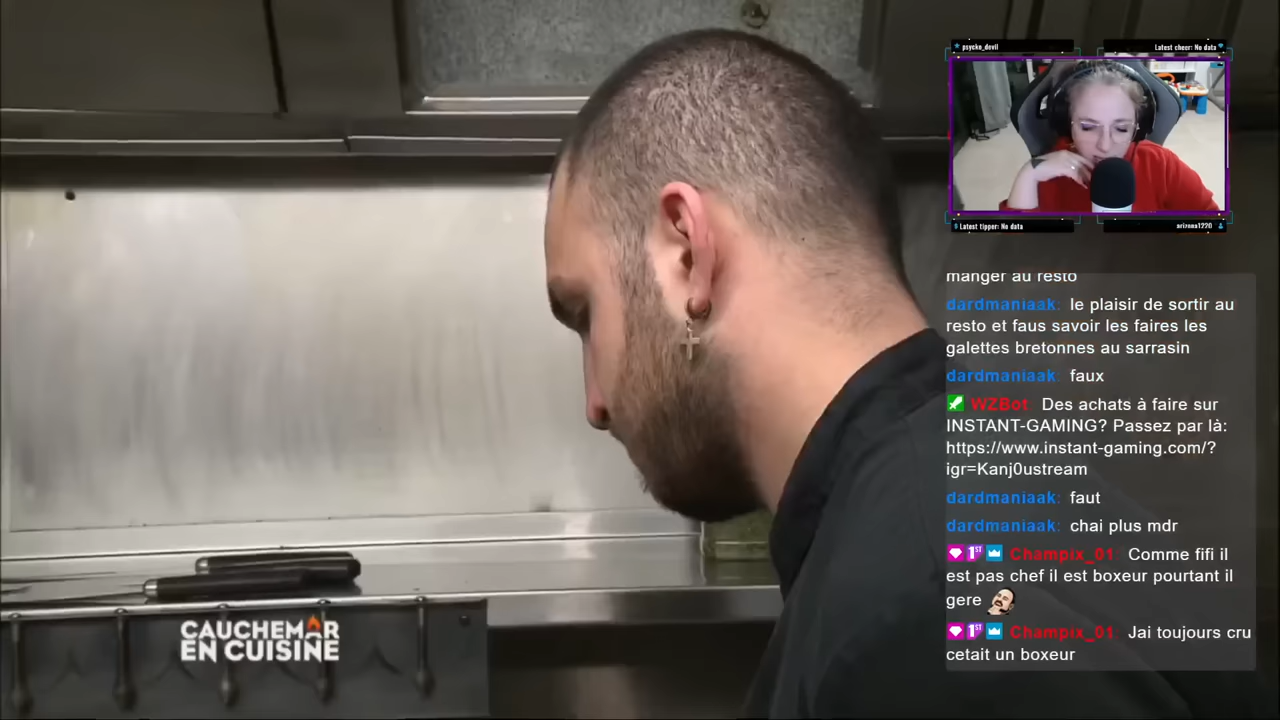 psycko_devil
Latest cheer: No data
Latest tipper: No data
arizona1220
manger au resto
dardmaniaak: le plaisir de sortir au
resto et faus savoir les faires les
galettes bretonnes au sarrasin
dardmaniaak: faux
WZBot: Des achats à faire sur
INSTANT-GAMING? Passez par là:
https://www.instant-gaming.com/?
igr=Kanj0ustream
dardmaniaak: faut
dardmaniaak: chai plus mdr
1ST Champix_01: Comme fifi il
est pas chef il est boxeur pourtant il
gere
1ST Champix_01: Jai toujours cru
cetait un boxeur
CAUCHEMAR
EN CUISINE